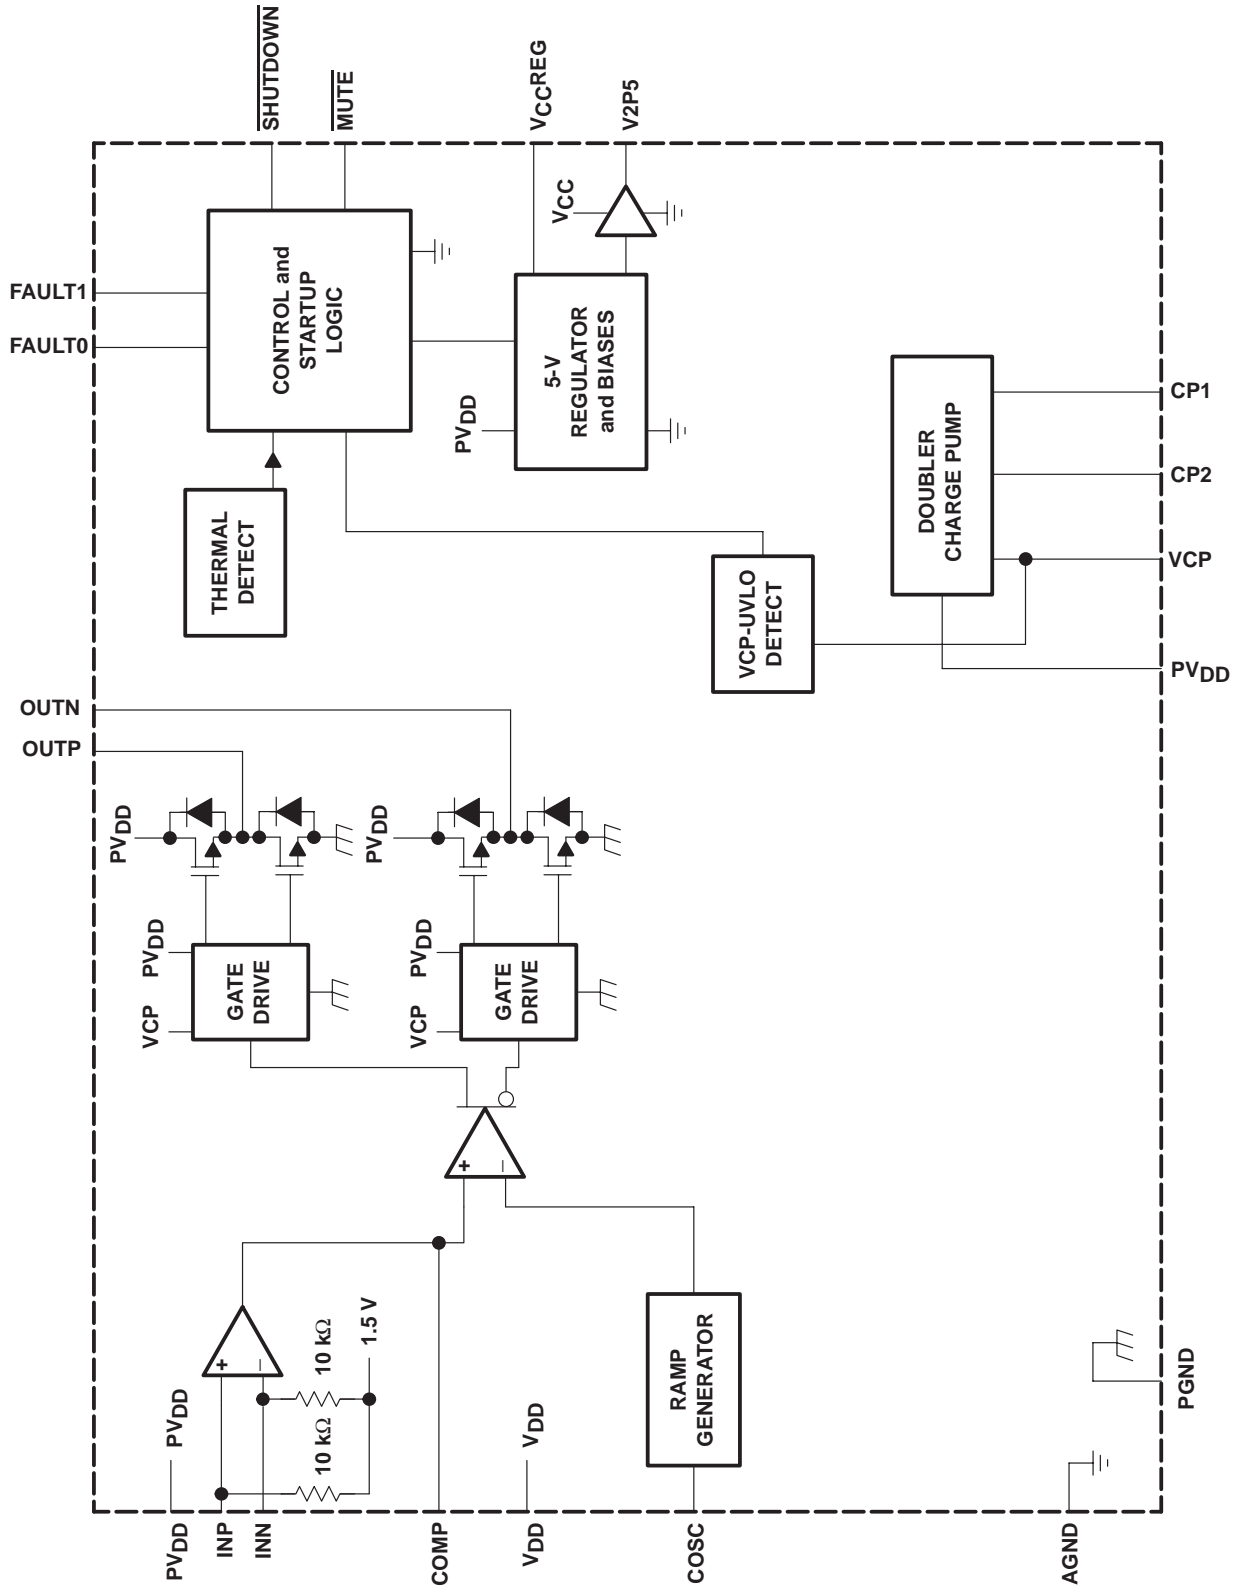 SHUTDOWN
MUTE
VCCREG
V2P5
FAULT1
FAULT0
CONTROL and
STARTUP
LOGIC
VCC
5-V
REGULATOR
and BIASES
PVDD
THERMAL
DETECT
DOUBLER
CHARGE PUMP
CP1
CP2
VCP
PVDD
VCP-UVLO
DETECT
OUTN
OUTP
PVDD
PVDD
PVDD
VCP
GATE
DRIVE
PVDD
VCP
GATE
DRIVE
+
–
+
–
10 kΩ
10 kΩ
1.5 V
PVDD
VDD
RAMP
GENERATOR
PGND
PVDD
INP
INN
COMP
VDD
COSC
AGND